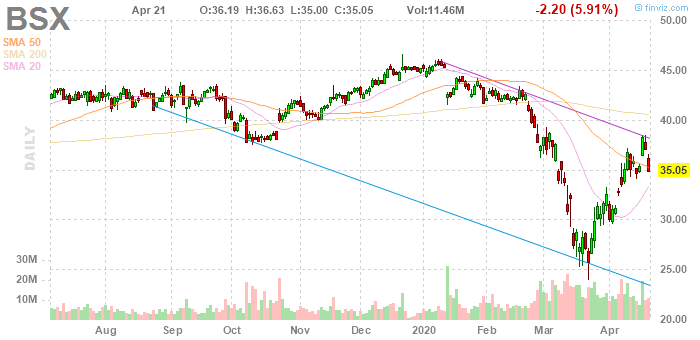 BSX
Apr 21
O:36.19 H:36.63 L:35.00 C:35.05
Vol:11.46M
-2.20 (5.91%)
© finviz.com
SMA 50
SMA 200
SMA 20
DAILY
50.00
45.00
40.00
35.05
30.00
25.00
20.00
30M
20M
10M
Aug Sep Oct Nov Dec 2020 Feb Mar Apr